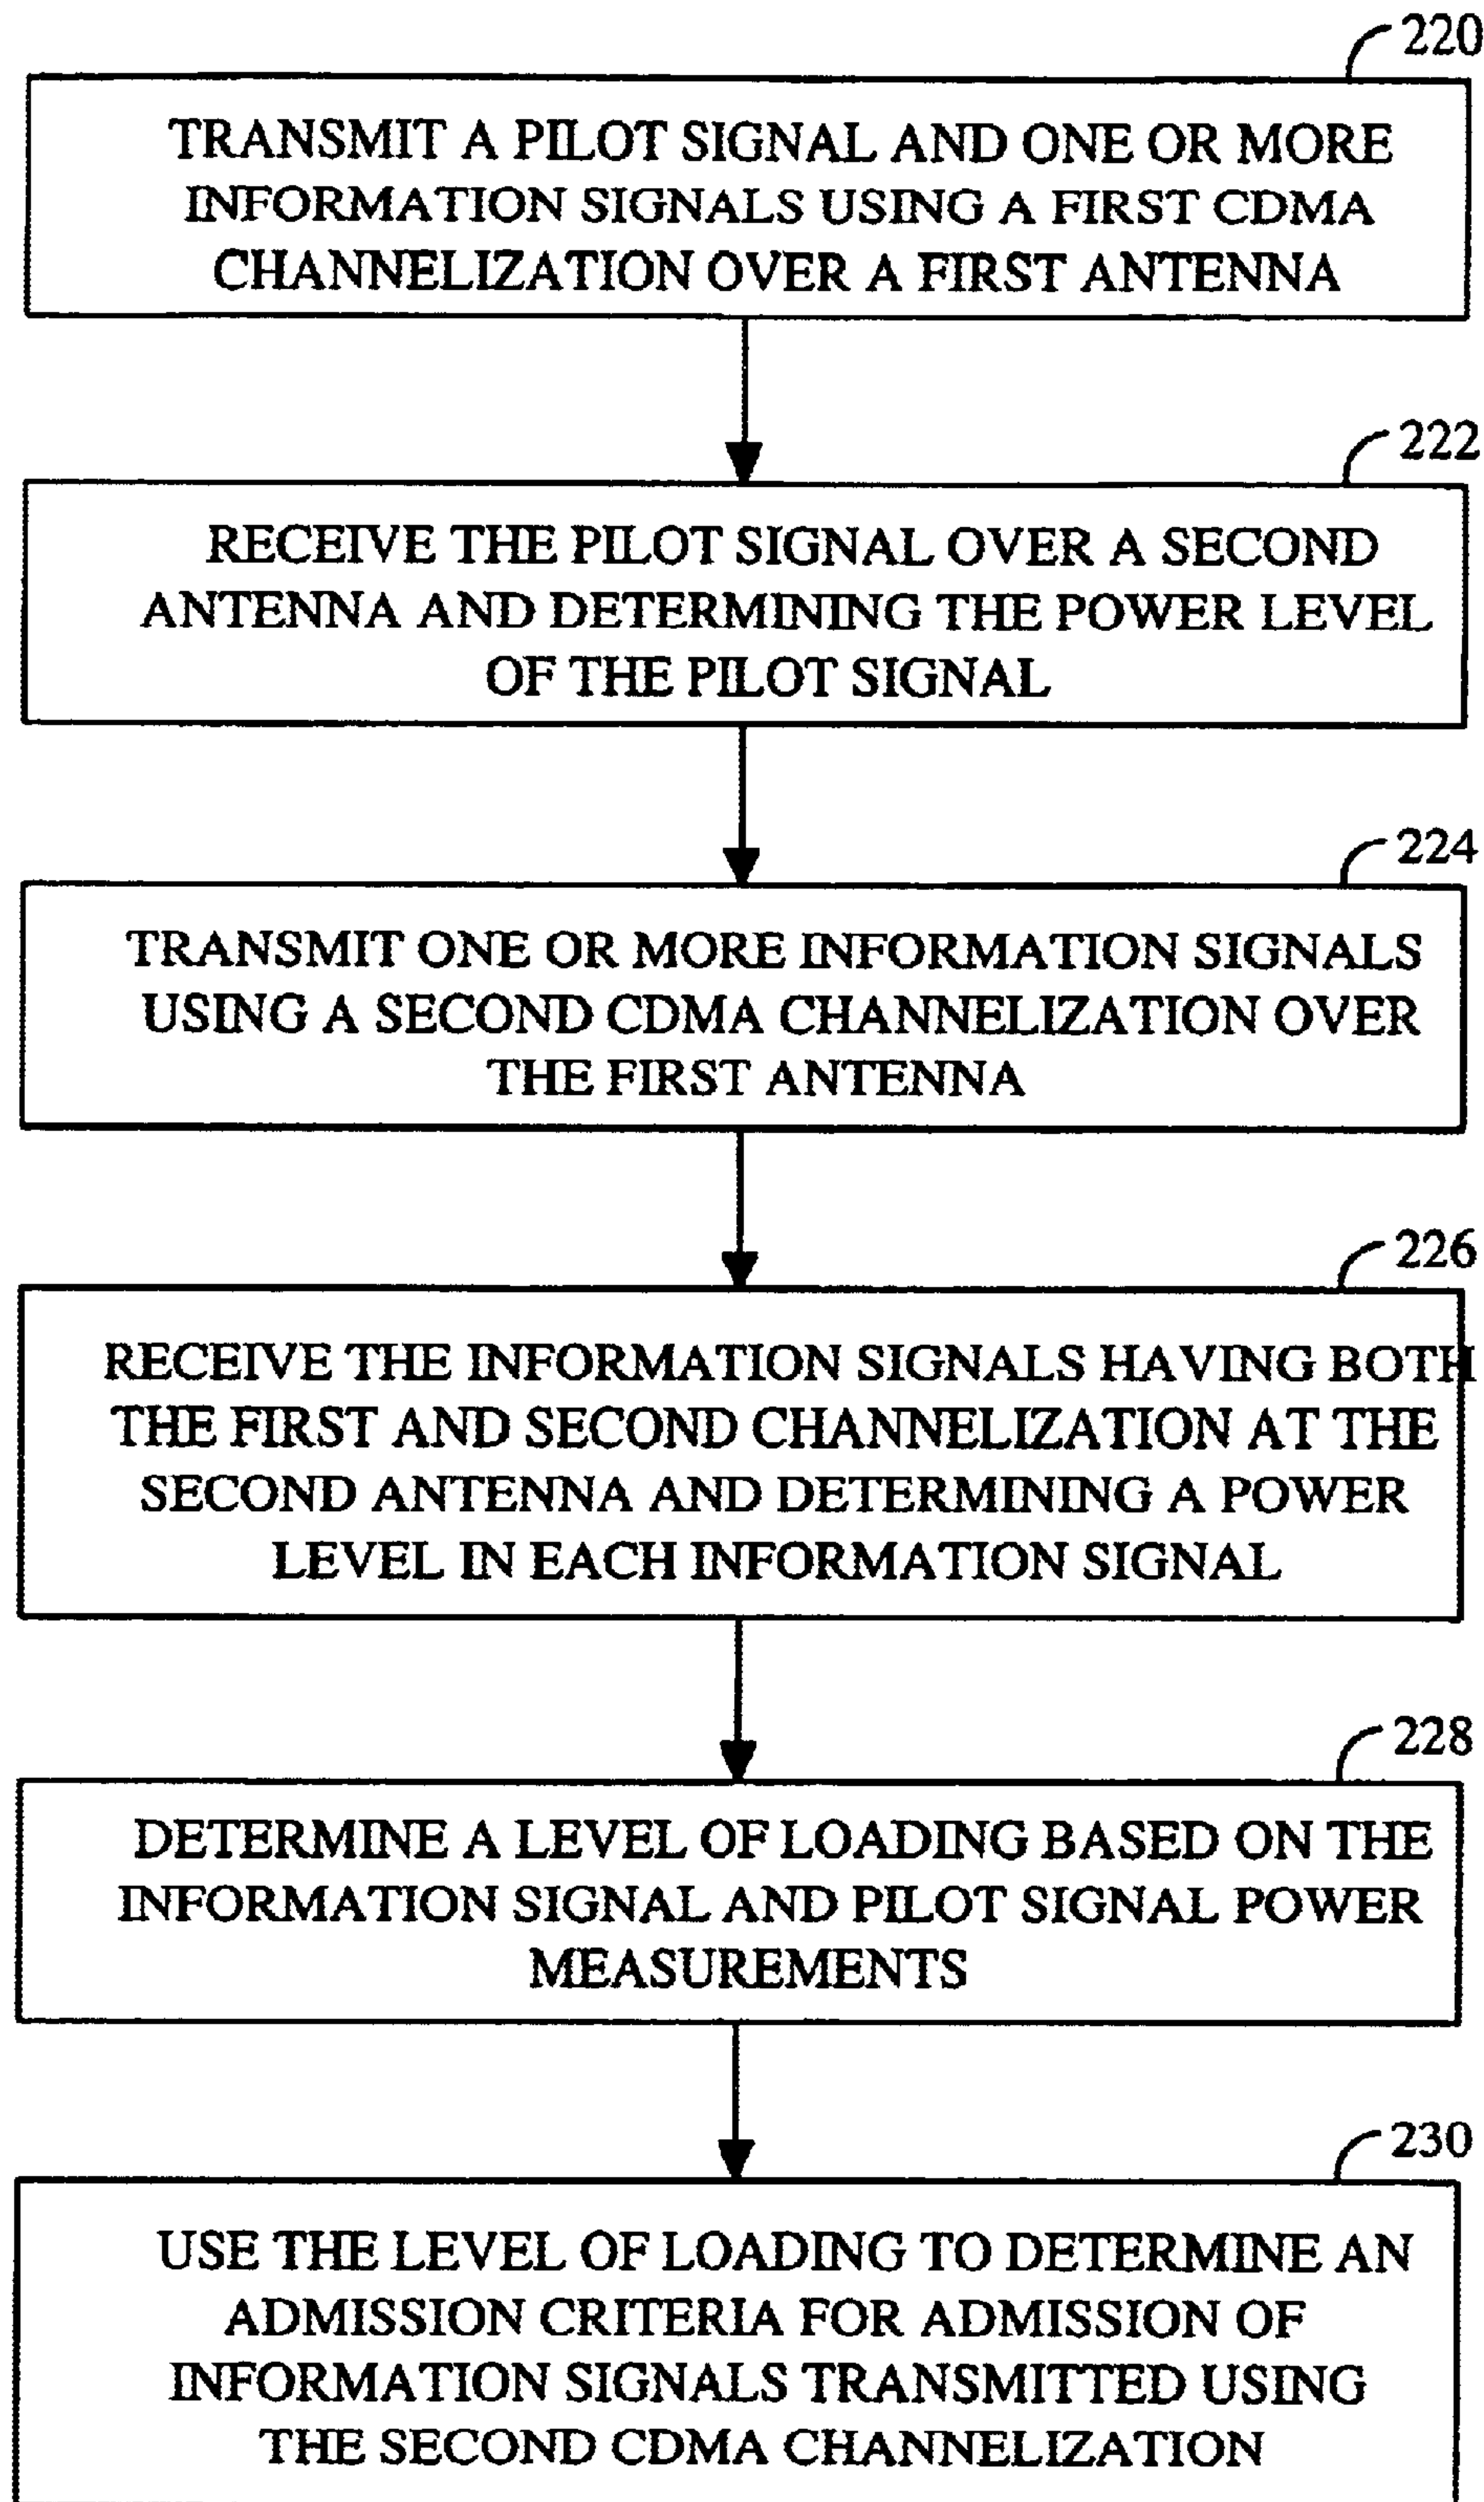 220
TRANSMIT A PILOT SIGNAL AND ONE OR MORE
INFORMATION SIGNALS USING A FIRST CDMA
CHANNELIZATION OVER A FIRST ANTENNA
222
RECEIVE THE PILOT SIGNAL OVER A SECOND
ANTENNA AND DETERMINING THE POWER LEVEL
OF THE PILOT SIGNAL
224
TRANSMIT ONE OR MORE INFORMATION SIGNALS
USING A SECOND CDMA CHANNELIZATION OVER
THE FIRST ANTENNA
226
RECEIVE THE INFORMATION SIGNALS HAVING BOTH
THE FIRST AND SECOND CHANNELIZATION AT THE
SECOND ANTENNA AND DETERMINING A POWER
LEVEL IN EACH INFORMATION SIGNAL
228
DETERMINE A LEVEL OF LOADING BASED ON THE
INFORMATION SIGNAL AND PILOT SIGNAL POWER
MEASUREMENTS
230
USE THE LEVEL OF LOADING TO DETERMINE AN
ADMISSION CRITERIA FOR ADMISSION OF
INFORMATION SIGNALS TRANSMITTED USING
THE SECOND CDMA CHANNELIZATION